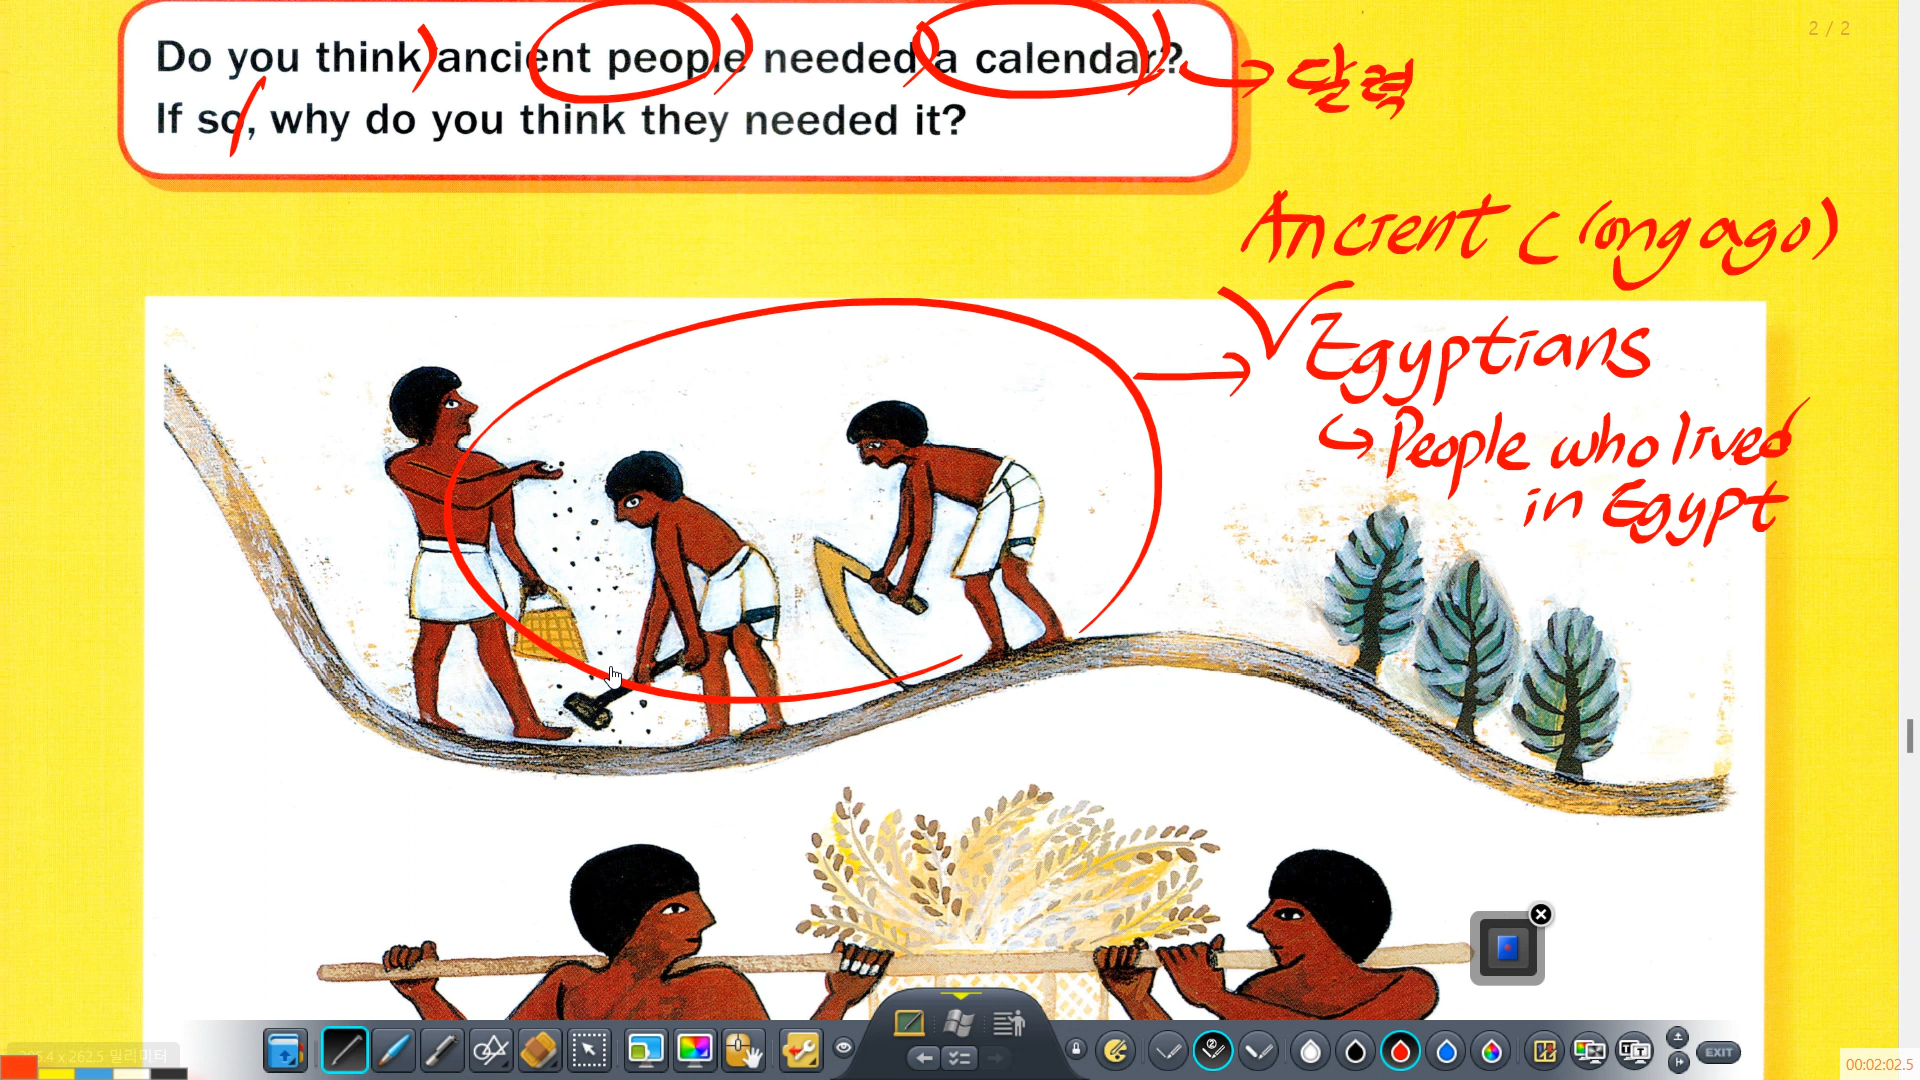 2 / 2
Do you think ancient people needed a calendar?
If so, why do you think they needed it?
달력
Ancient (long ago)
Egyptians
People who lived
in Egypt
EXIT
00:02:02.5